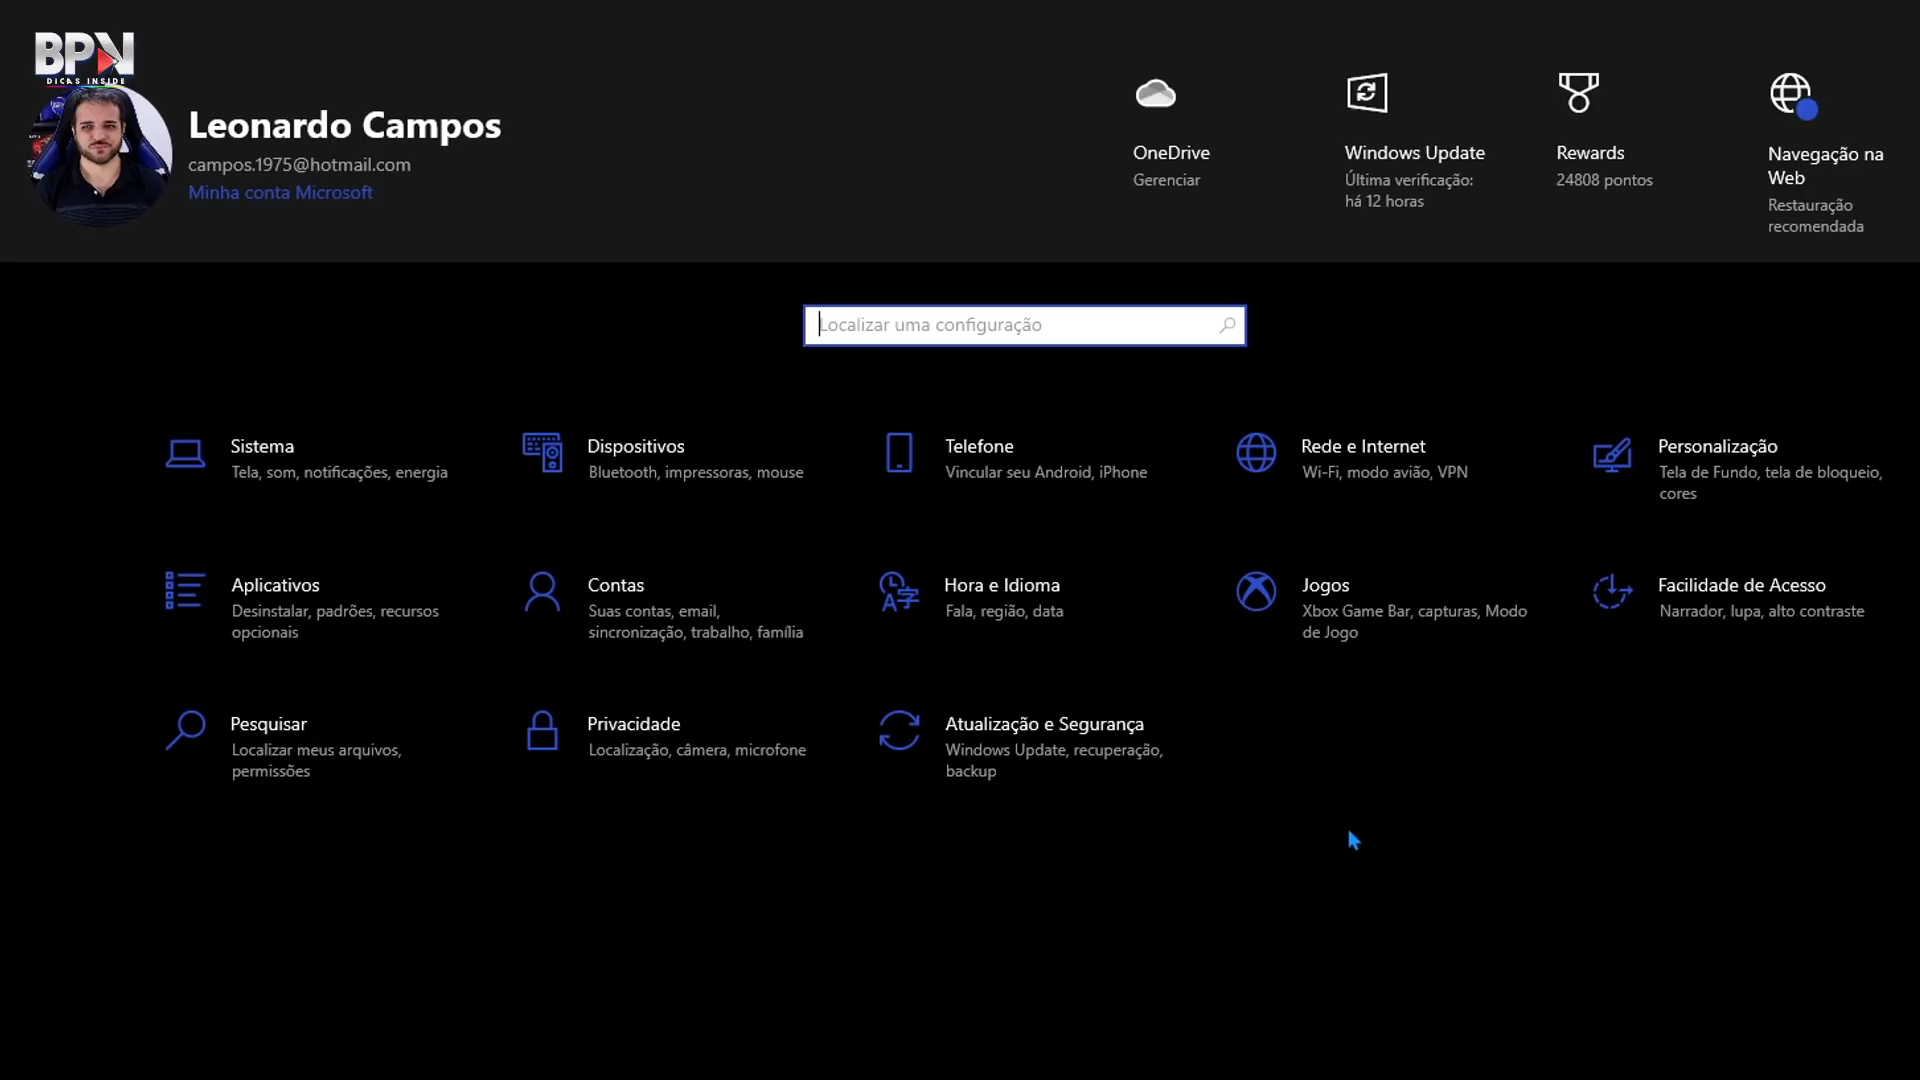 BPN
DICAS INSIDE
Leonardo Campos
campos.1975@hotmail.com
Minha conta Microsoft
OneDrive
Gerenciar
Windows Update
Última verificação:
há 12 horas
Rewards
24808 pontos
Navegação na
Web
Restauração
recomendada
Localizar uma configuração
Sistema
Tela, som, notificações, energia
Dispositivos
Bluetooth, impressoras, mouse
Telefone
Vincular seu Android, iPhone
Rede e Internet
Wi-Fi, modo avião, VPN
Personalização
Tela de Fundo, tela de bloqueio,
cores
Aplicativos
Desinstalar, padrões, recursos
opcionais
Contas
Suas contas, email,
sincronização, trabalho, família
Hora e Idioma
Fala, região, data
Jogos
Xbox Game Bar, capturas, Modo
de Jogo
Facilidade de Acesso
Narrador, lupa, alto contraste
Pesquisar
Localizar meus arquivos,
permissões
Privacidade
Localização, câmera, microfone
Atualização e Segurança
Windows Update, recuperação,
backup